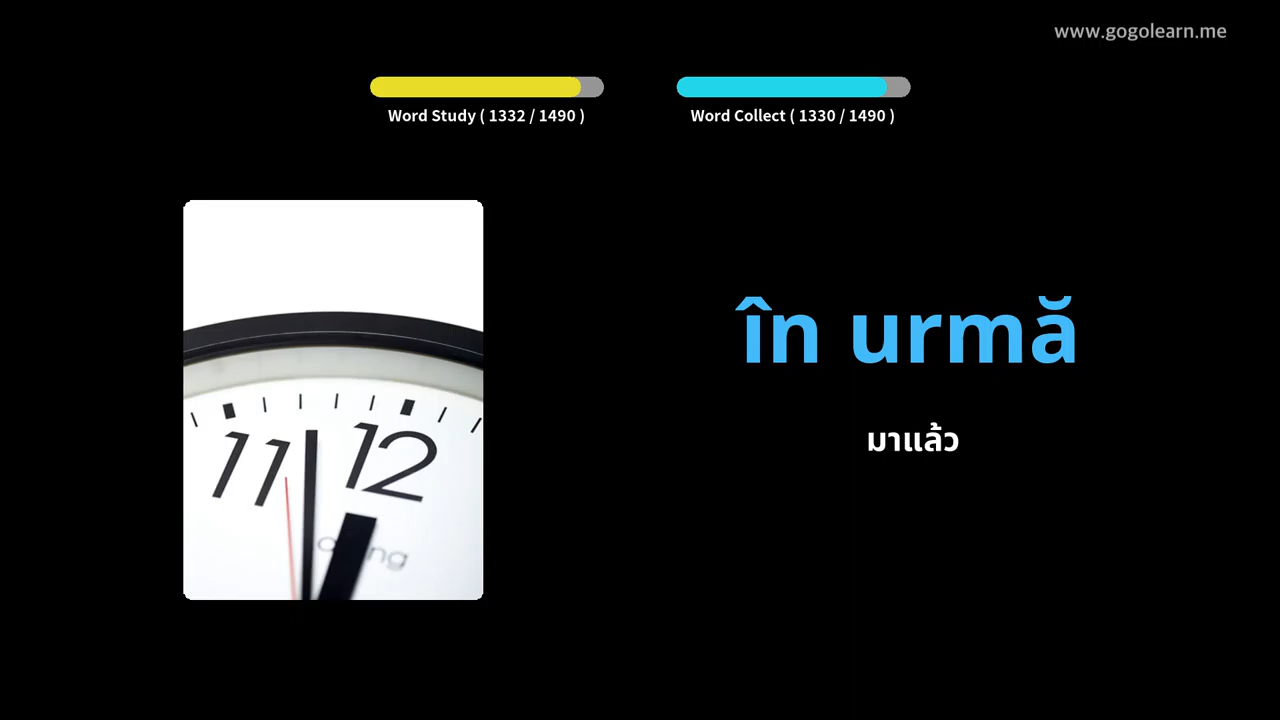 www.gogolearn.me
Word Study ( 1332 / 1490 )
Word Collect ( 1330 / 1490 )
11 12
în urmă
มาแล้ว